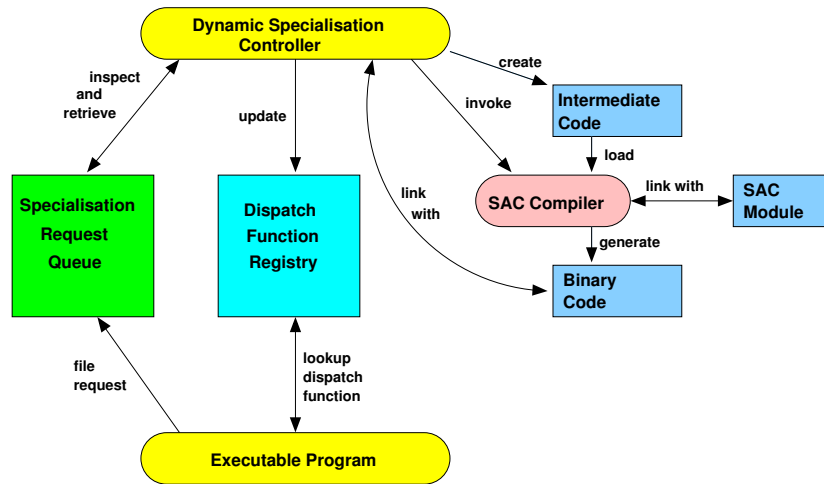 Dynamic Specialisation
Controller
create
inspect
and
retrieve
update
invoke
Intermediate
Code
load
Specialisation
Request
Queue
Dispatch
Function
Registry
link
with
SAC Compiler
link with
SAC
Module
generate
Binary
Code
file
request
lookup
dispatch
function
Executable Program